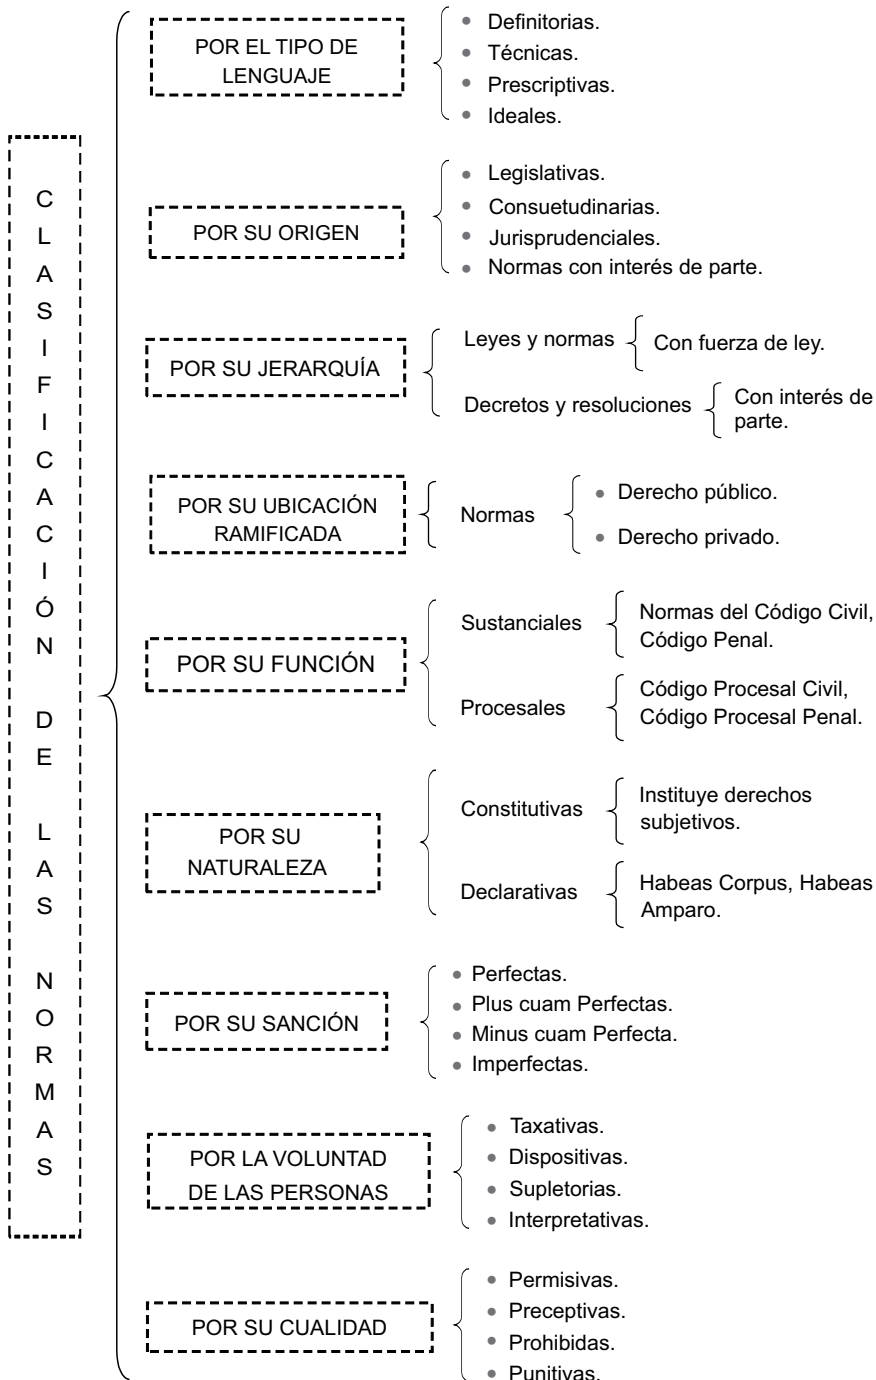 CLASIFICACIÓN DE LAS NORMAS
POR EL TIPO DE
LENGUAJE
Definitorias.
Técnicas.
Prescriptivas.
Ideales.
POR SU ORIGEN
Legislativas.
Consuetudinarias.
Jurisprudenciales.
Normas con interés de parte.
POR SU JERARQUÍA
Leyes y normas
Con fuerza de ley.
Decretos y resoluciones
Con interés de
parte.
POR SU UBICACIÓN
RAMIFICADA
Normas
Derecho público.
Derecho privado.
POR SU FUNCIÓN
Sustanciales
Normas del Código Civil,
Código Penal.
Procesales
Código Procesal Civil,
Código Procesal Penal.
POR SU
NATURALEZA
Constitutivas
Instituye derechos
subjetivos.
Declarativas
Habeas Corpus, Habeas
Amparo.
POR SU SANCIÓN
Perfectas.
Plus cuam Perfectas.
Minus cuam Perfecta.
Imperfectas.
POR LA VOLUNTAD
DE LAS PERSONAS
Taxativas.
Dispositivas.
Supletorias.
Interpretativas.
POR SU CUALIDAD
Permisivas.
Preceptivas.
Prohibidas.
Punitivas.